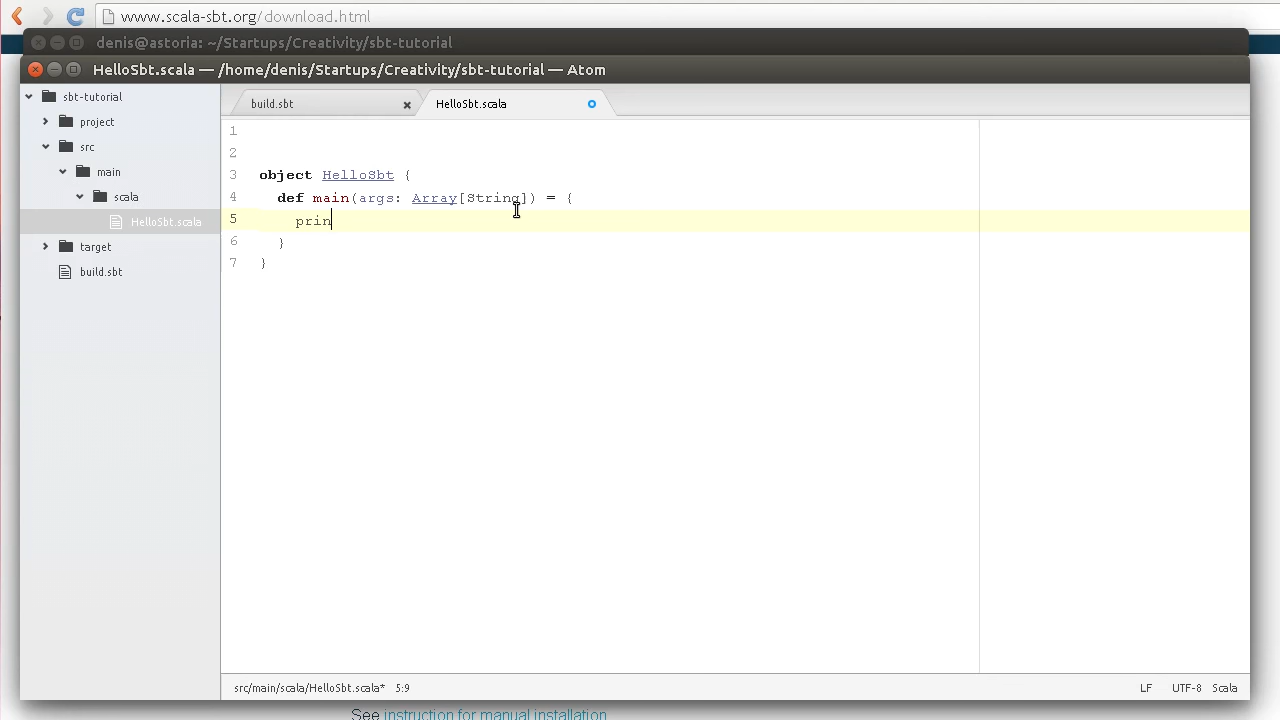 www.scala-sbt.org/download.html
denis@astoria: ~/Startups/Creativity/sbt-tutorial
HelloSbt.scala — /home/denis/Startups/Creativity/sbt-tutorial — Atom
sbt-tutorial
project
src
main
scala
HelloSbt.scala
target
build.sbt
build.sbt
HelloSbt.scala
1
2
3 object HelloSbt {
4 def main(args: Array[String]) = {
5 prin
6 }
7 }
src/main/scala/HelloSbt.scala* 5:9
LF UTF-8 Scala
See instruction for manual installation